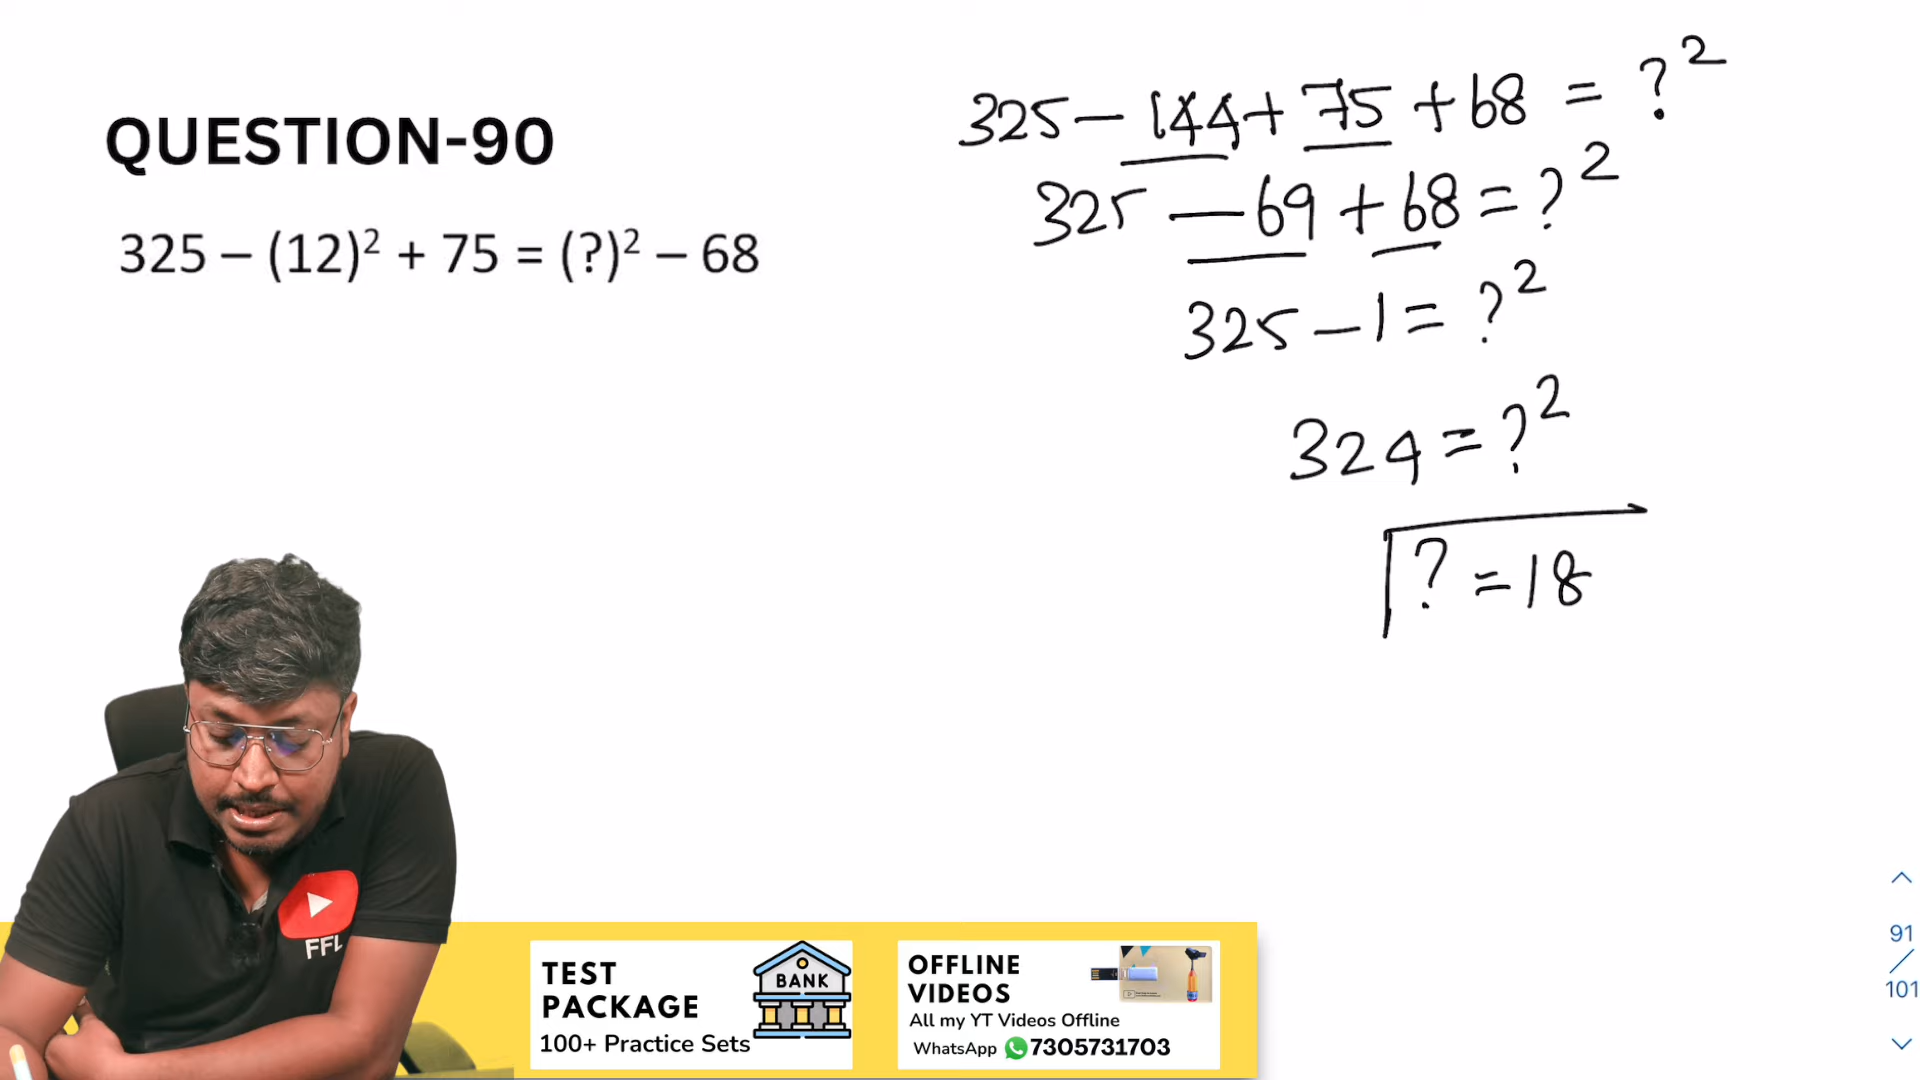 QUESTION-90
325 – (12)² + 75 = (?)² – 68
325 – 144 + 75 + 68 = ?²
325 – 69 + 68 = ?²
325 – 1 = ?²
324 = ?²
? = 18
FFL
TEST
PACKAGE
100+ Practice Sets
BANK
OFFLINE
VIDEOS
All my YT Videos Offline
WhatsApp 7305731703
91
/
101